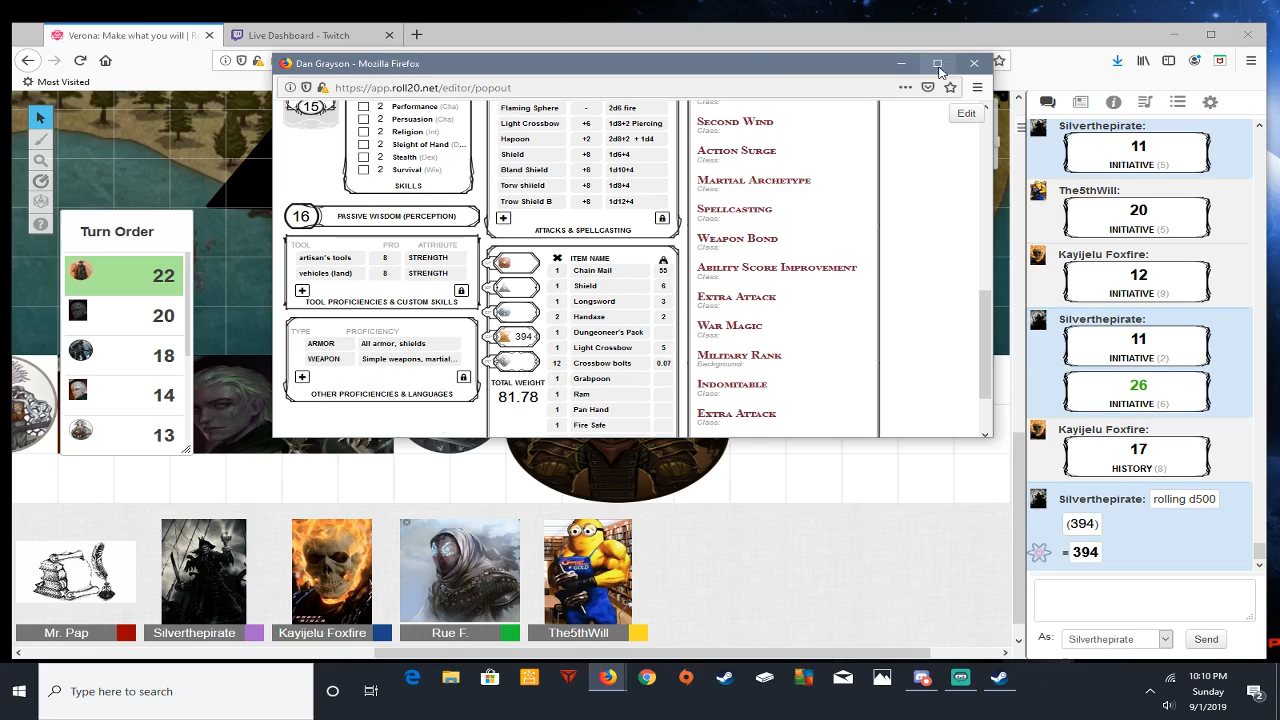 Verona: Make what you will | R
Live Dashboard - Twitch
Most Visited
Dan Grayson - Mozilla Firefox
https://app.roll20.net/editor/popout
Edit
15
Performance (Cha)
2 Persuasion (Cha)
2 Religion (Int)
2 Sleight of Hand (D...
2 Stealth (Dex)
2 Survival (Wis)
SKILLS
16 PASSIVE WISDOM (PERCEPTION)
TOOL PRO ATTRIBUTE
artisan's tools 8 STRENGTH
vehicles (land) 8 STRENGTH
TOOL PROFICIENCIES & CUSTOM SKILLS
TYPE PROFICIENCY
ARMOR All armor, shields
WEAPON Simple weapons, martial...
OTHER PROFICIENCIES & LANGUAGES
Flaming Sphere - 2d6 fire
Light Crossbow +6 1d8+2 Piercing
Hapoon +2 2d8+2 + 1d4
Shield +8 1d6+4
Bland Shield +8 1d10+4
Torw shiield +8 1d8+4
Trow Shield B +8 1d12+4
ATTACKS & SPELLCASTING
ITEM NAME
1 Chain Mail 55
1 Shield 6
1 Longsword 3
2 Handaxe 2
1 Dungeoneer's Pack
1 Light Crossbow 5
12 Crossbow bolts 0.07
1 Grabpoon
1 Ram
1 Pan Hand
1 Fire Safe
394
TOTAL WEIGHT
81.78
Class:
SECOND WIND
Class:
ACTION SURGE
Class:
MARTIAL ARCHETYPE
Class:
SPELLCASTING
Class:
WEAPON BOND
Class:
ABILITY SCORE IMPROVEMENT
Class:
EXTRA ATTACK
Class:
WAR MAGIC
Class:
MILITARY RANK
Background:
INDOMITABLE
Class:
EXTRA ATTACK
Class:
Turn Order
22
20
18
14
13
Silverthepirate:
11
INITIATIVE (5)
The5thWill:
20
INITIATIVE (5)
Kayijelu Foxfire:
12
INITIATIVE (9)
Silverthepirate:
11
INITIATIVE (2)
26
INITIATIVE (6)
Kayijelu Foxfire:
17
HISTORY (8)
Silverthepirate: rolling d500
(394)
= 394
As: Silverthepirate Send
Mr. Pap
Silverthepirate
Kayijelu Foxfire
Rue F.
The5thWill
Type here to search
10:10 PM
Sunday
9/1/2019
2